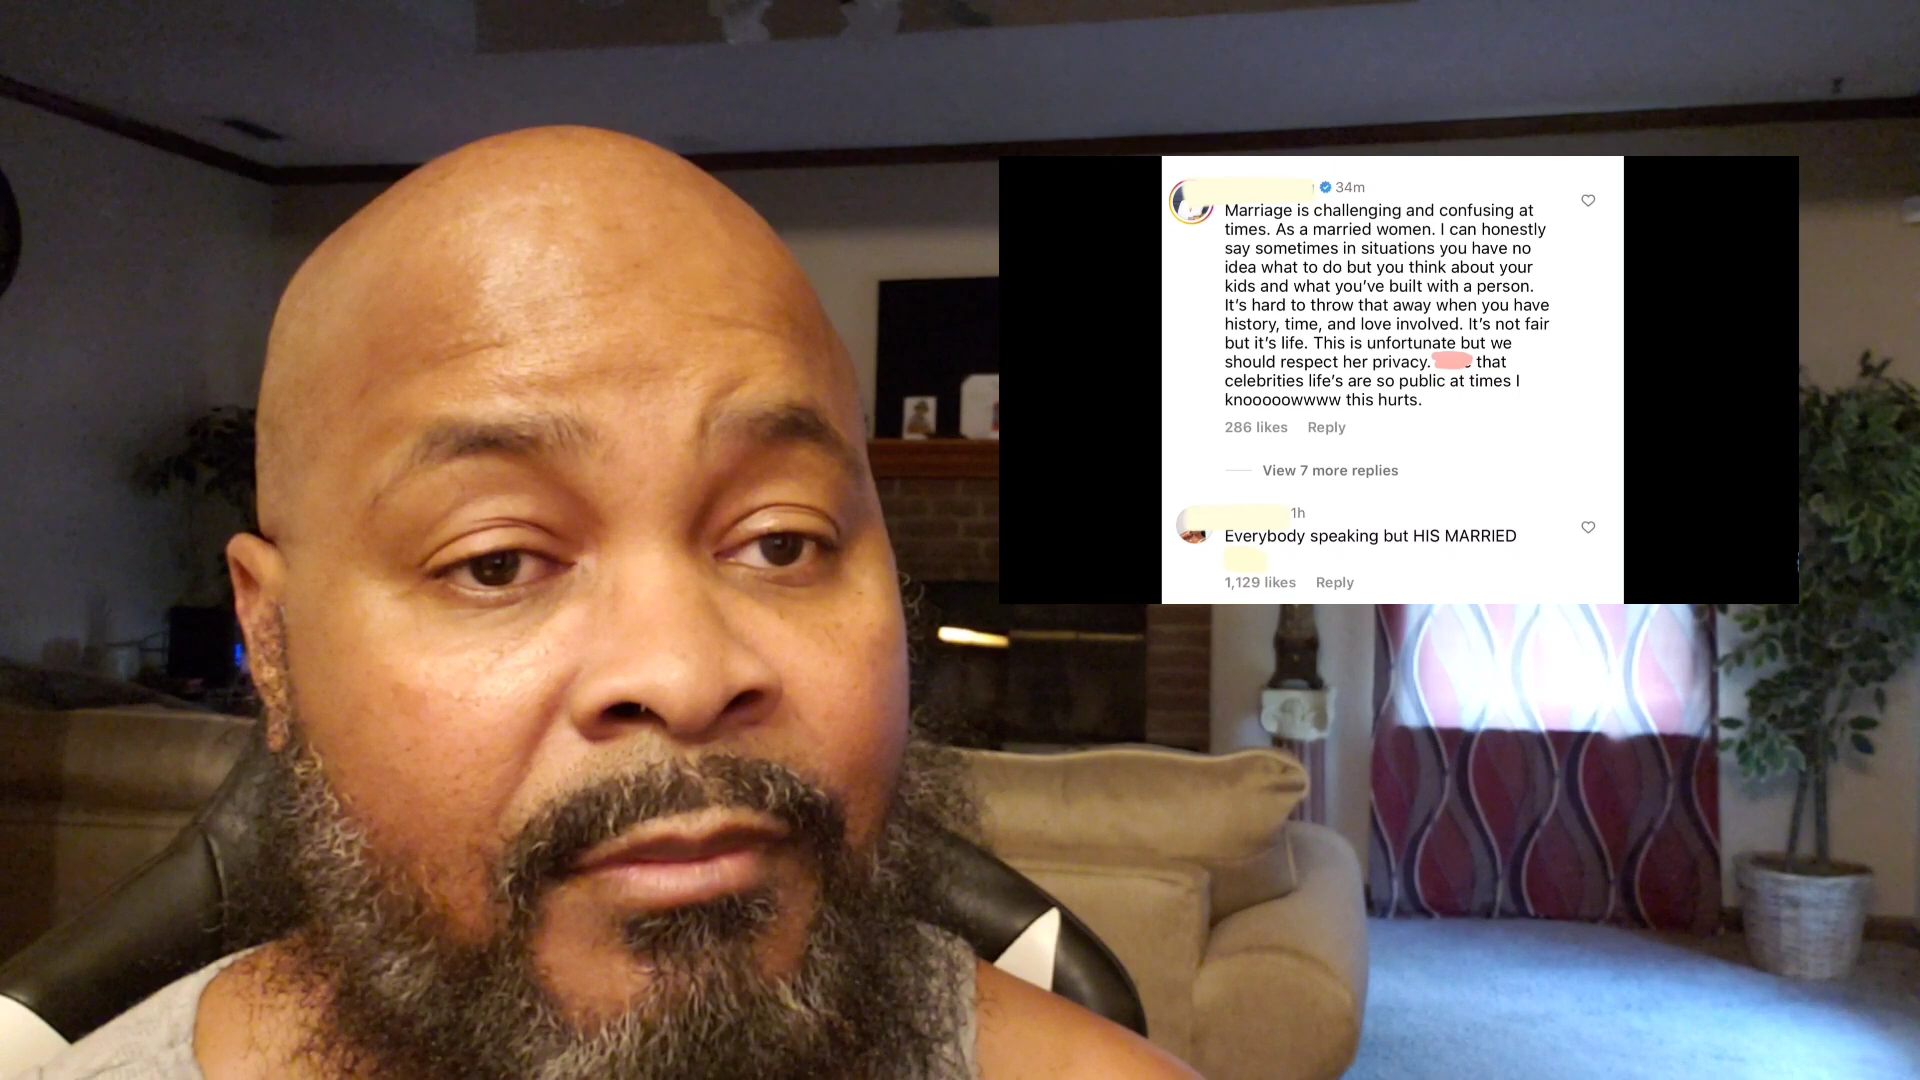 34m
Marriage is challenging and confusing at
times. As a married women. I can honestly
say sometimes in situations you have no
idea what to do but you think about your
kids and what you’ve built with a person.
It’s hard to throw that away when you have
history, time, and love involved. It’s not fair
but it’s life. This is unfortunate but we
should respect her privacy. that
celebrities life’s are so public at times I
knooooowwww this hurts.
286 likes Reply
View 7 more replies
1h
Everybody speaking but HIS MARRIED
1,129 likes Reply